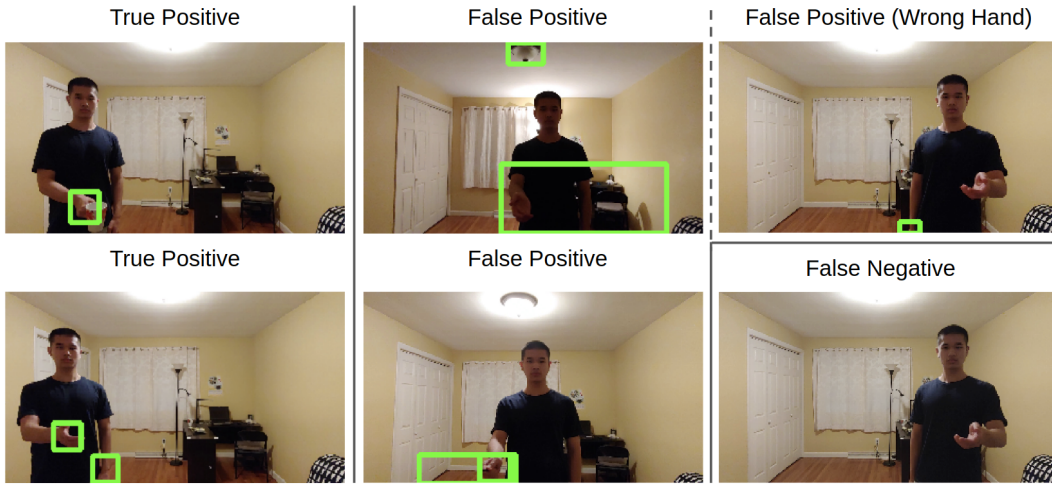 True Positive
False Positive
False Positive (Wrong Hand)
True Positive
False Positive
False Negative